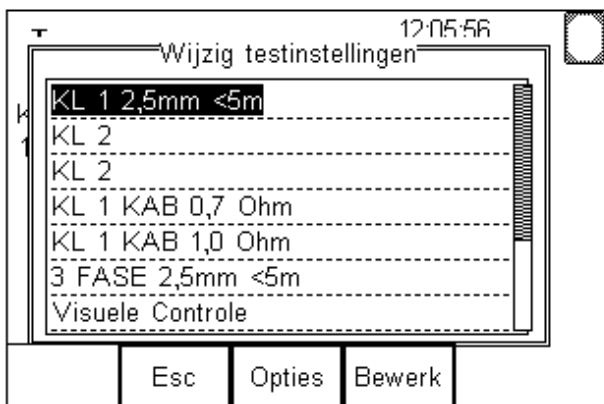 12:05:56
Wijzig testinstellingen
KL 1 2,5mm <5m
KL 2
KL 2
KL 1 KAB 0,7 Ohm
KL 1 KAB 1,0 Ohm
3 FASE 2,5mm <5m
Visuele Controle
Esc Opties Bewerk